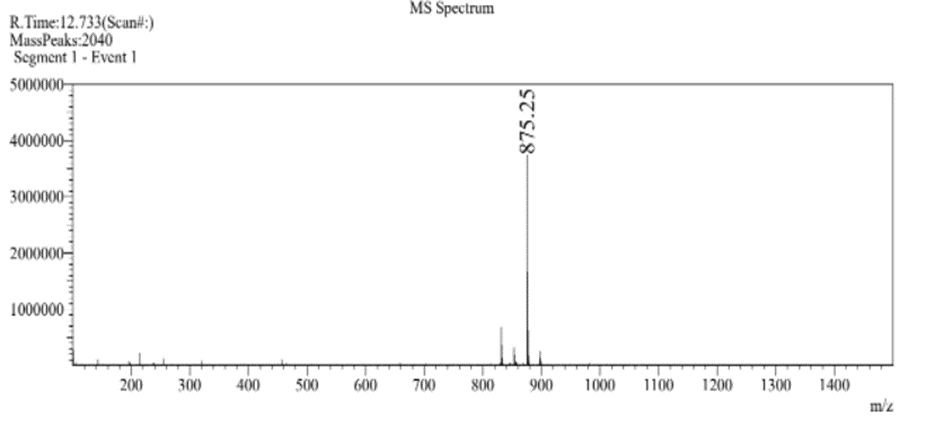 MS Spectrum
R.Time:12.733(Scan#:)
MassPeaks:2040
Segment 1 - Event 1
5000000
4000000
3000000
2000000
1000000
875.25
200 300 400 500 600 700 800 900 1000 1100 1200 1300 1400
m/z